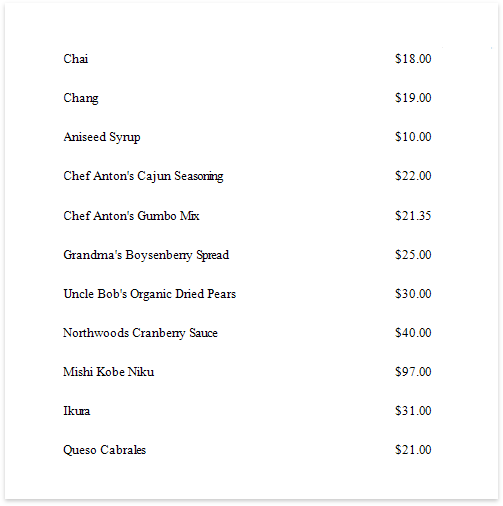 Chai $18.00
Chang $19.00
Aniseed Syrup $10.00
Chef Anton's Cajun Seasoning $22.00
Chef Anton's Gumbo Mix $21.35
Grandma's Boysenberry Spread $25.00
Uncle Bob's Organic Dried Pears $30.00
Northwoods Cranberry Sauce $40.00
Mishi Kobe Niku $97.00
Ikura $31.00
Queso Cabrales $21.00